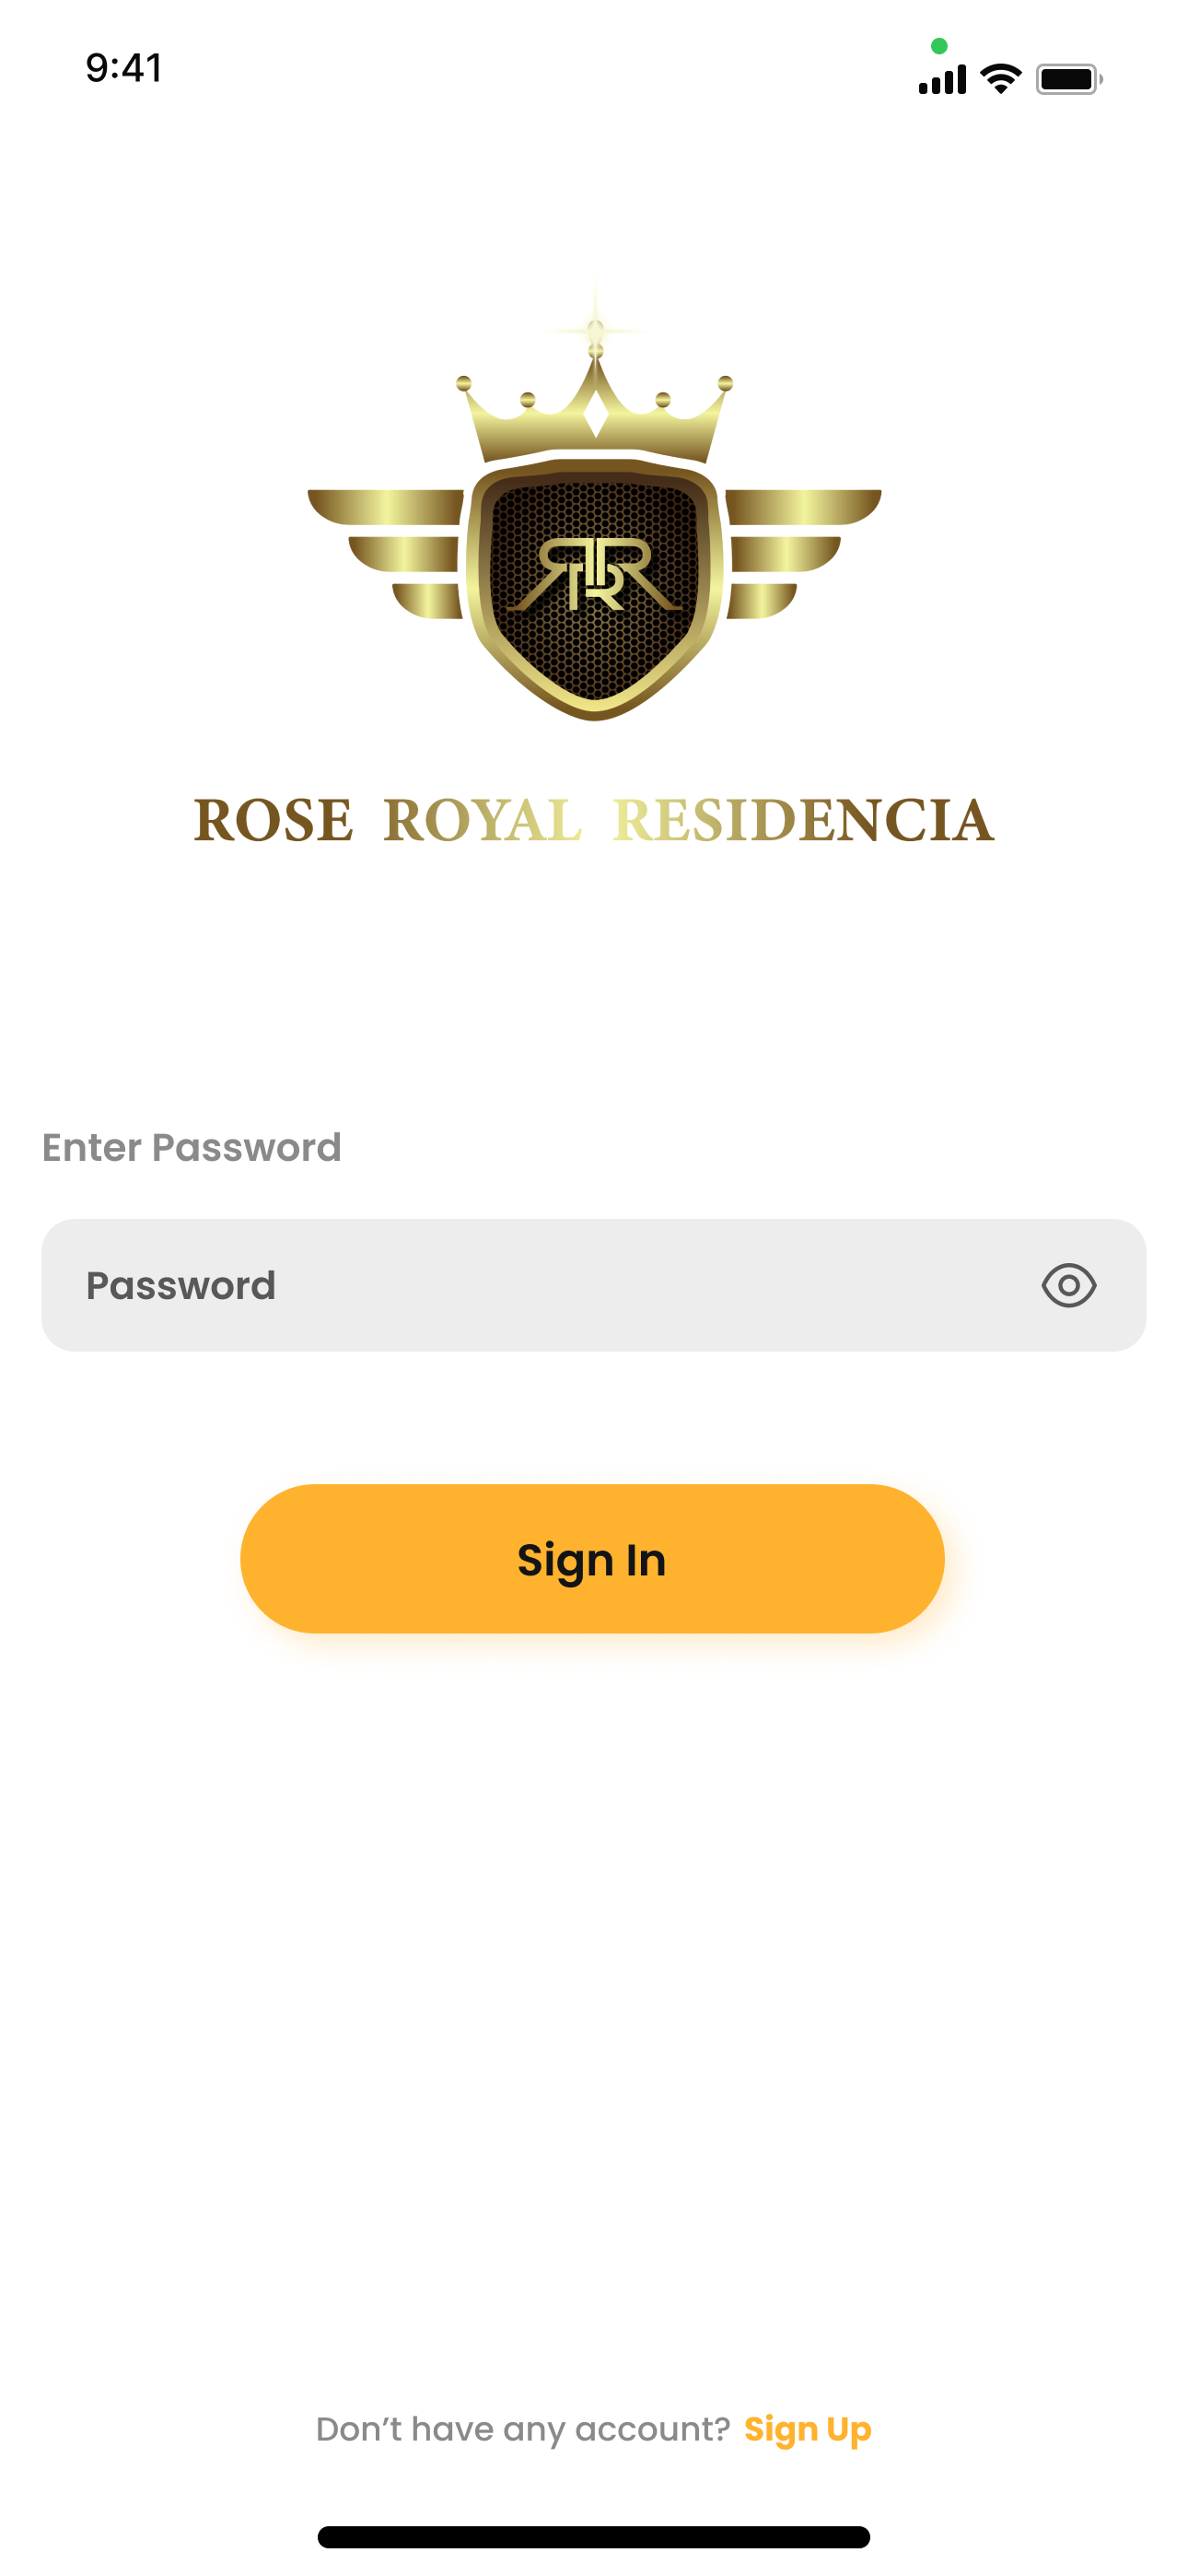 9:41
RRR
ROSE ROYAL RESIDENCIA
Enter Password
Password
Sign In
Don’t have any account? Sign Up